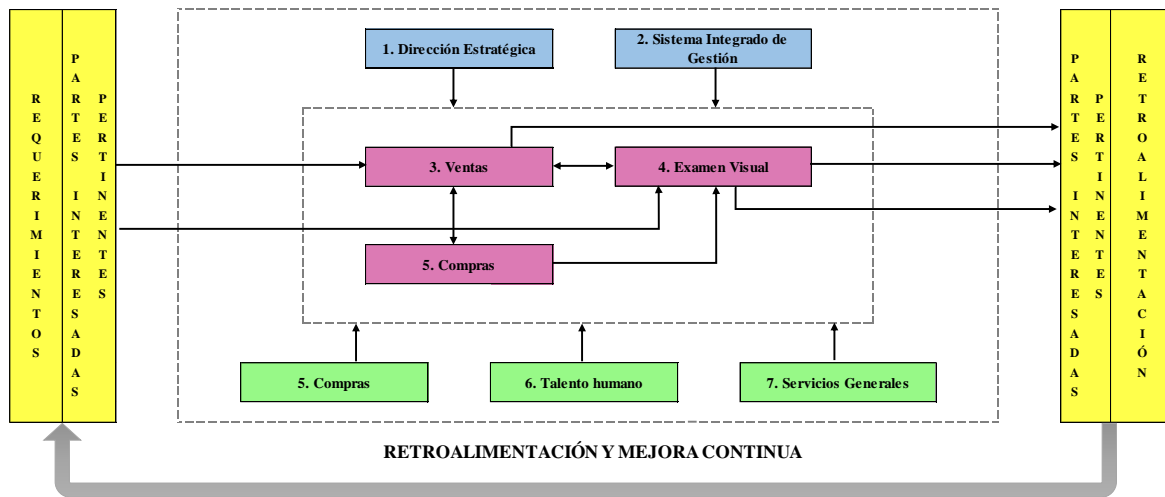 REQUERIMIENTOS
PARTES INTERESADAS
PERTINENTES
1. Dirección Estratégica
2. Sistema Integrado de
Gestión
3. Ventas
4. Examen Visual
5. Compras
5. Compras
6. Talento humano
7. Servicios Generales
PARTES INTERESADAS
PERTINENTES
RETROALIMENTACIÓN
RETROALIMENTACIÓN Y MEJORA CONTINUA